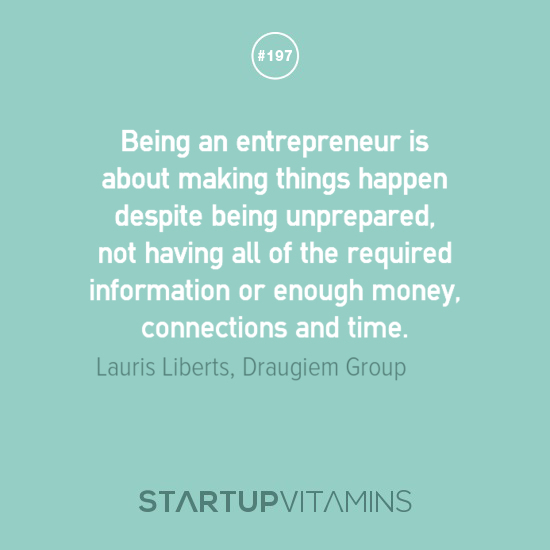 #197
Being an entrepreneur is
about making things happen
despite being unprepared,
not having all of the required
information or enough money,
connections and time.
Lauris Liberts, Draugiem Group
STARTUPVITAMINS